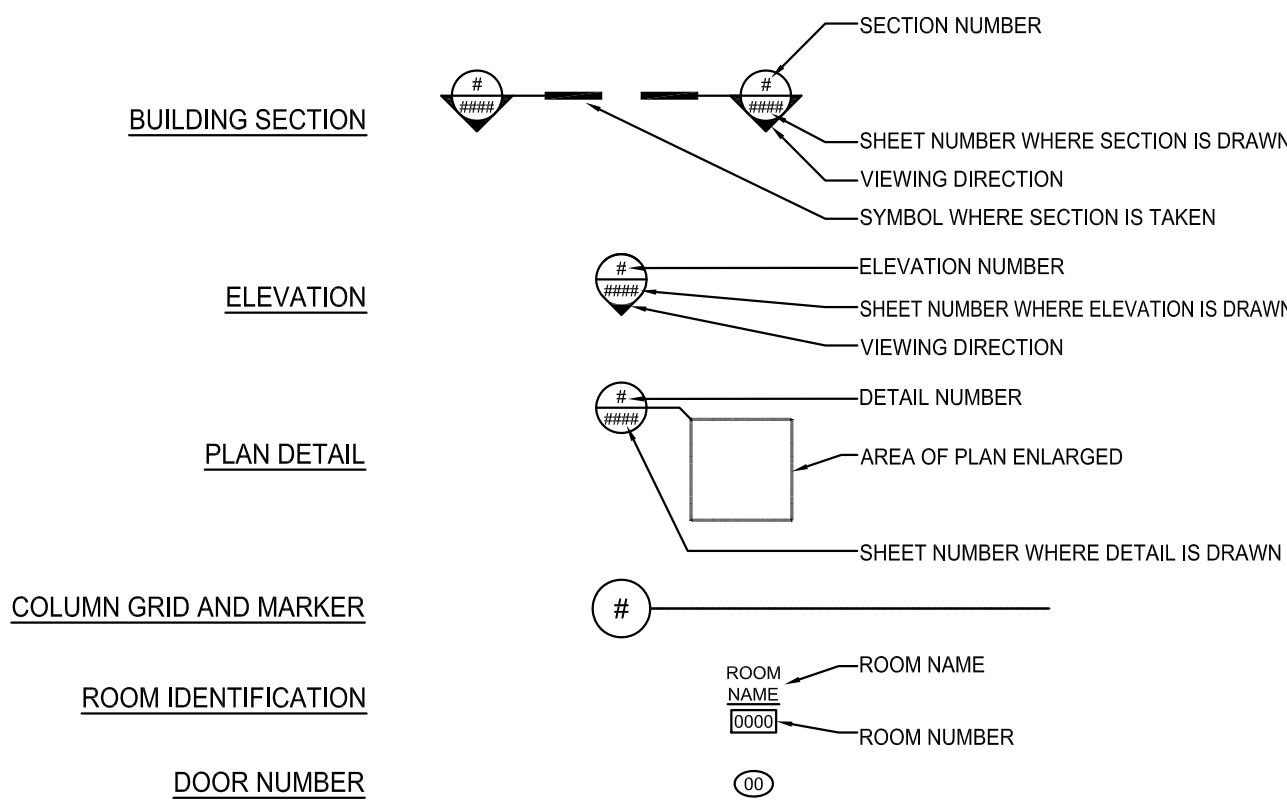 SECTION NUMBER
# #
BUILDING SECTION
#### ####
SHEET NUMBER WHERE SECTION IS DRAWN
VIEWING DIRECTION
SYMBOL WHERE SECTION IS TAKEN
ELEVATION
#
ELEVATION NUMBER
####
SHEET NUMBER WHERE ELEVATION IS DRAWN
VIEWING DIRECTION
PLAN DETAIL
#
DETAIL NUMBER
####
AREA OF PLAN ENLARGED
SHEET NUMBER WHERE DETAIL IS DRAWN
COLUMN GRID AND MARKER
#
ROOM IDENTIFICATION
ROOM
NAME
0000
ROOM NAME
ROOM NUMBER
DOOR NUMBER
00